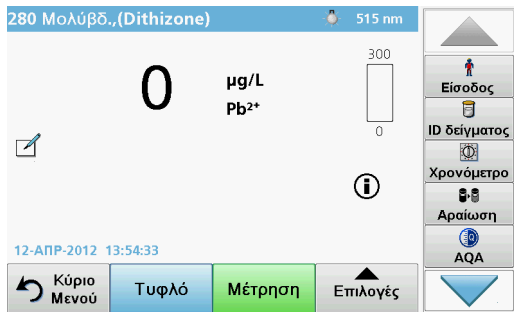 280 Μολύβδ.,(Dithizone)
515 nm
0
μg/L
Pb²⁺
300
0
12-ΑΠΡ-2012 13:54:33
Κύριο
Μενού
Τυφλό
Μέτρηση
Επιλογές
Είσοδος
ID δείγματος
Χρονόμετρο
Αραίωση
AQA